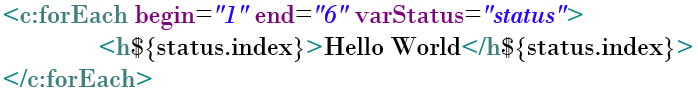 <c:forEach begin="1" end="6" varStatus="status">
<h${status.index}>Hello World</h${status.index}>
</c:forEach>